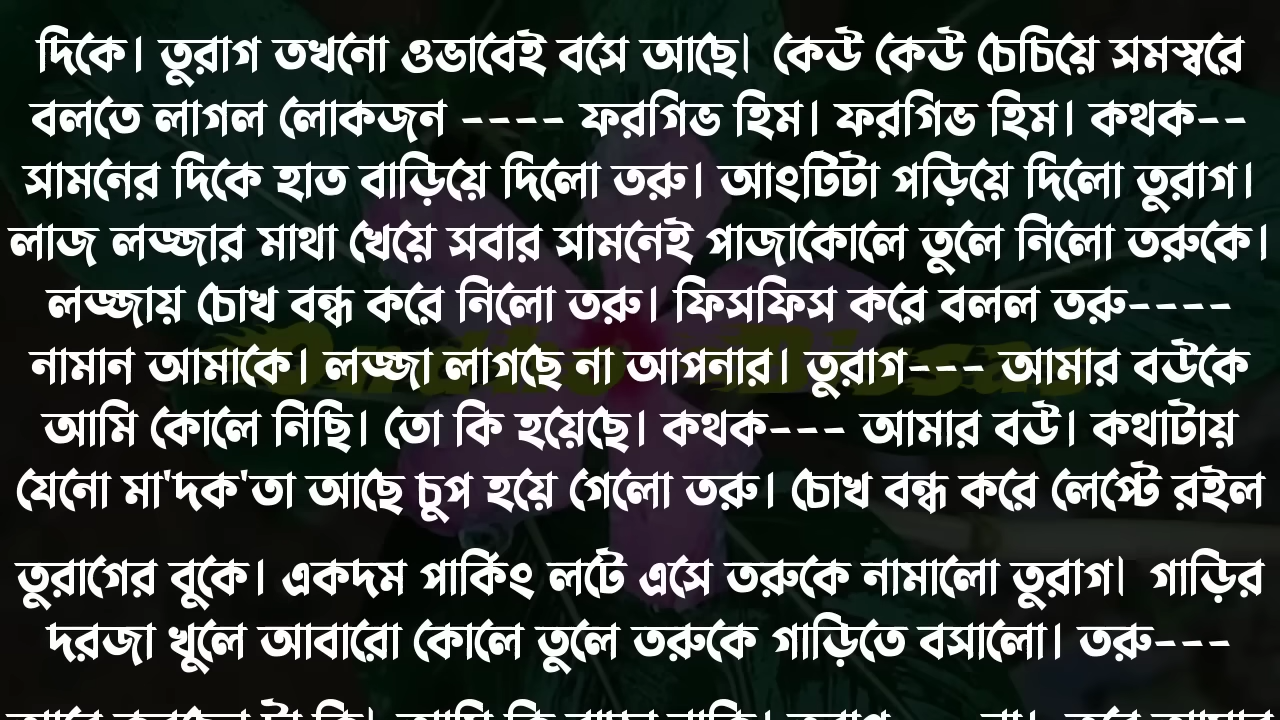 দিকে। তুরাগ তখনো ওভাবেই বসে আছে। কেউ কেউ চেচিয়ে সমস্বরে
বলতে লাগল লোকজন ---- ফরগিভ হিম। ফরগিভ হিম। কথক--
সামনের দিকে হাত বাড়িয়ে দিলো তরু। আংটিটা পড়িয়ে দিলো তুরাগ।
লাজ লজ্জার মাথা খেয়ে সবার সামনেই পাজাকোলে তুলে নিলো তরুকে।
লজ্জায় চোখ বন্ধ করে নিলো তরু। ফিসফিস করে বলল তরু----
নামান আমাকে। লজ্জা লাগছে না আপনার। তুরাগ--- আমার বউকে
আমি কোলে নিছি। তো কি হয়েছে। কথক--- আমার বউ। কথাটায়
যেনো মা'দক'তা আছে চুপ হয়ে গেলো তরু। চোখ বন্ধ করে লেপ্টে রইল
তুরাগের বুকে। একদম পার্কিং লটে এসে তরুকে নামালো তুরাগ। গাড়ির
দরজা খুলে আবারো কোলে তুলে তরুকে গাড়িতে বসালো। তরু---